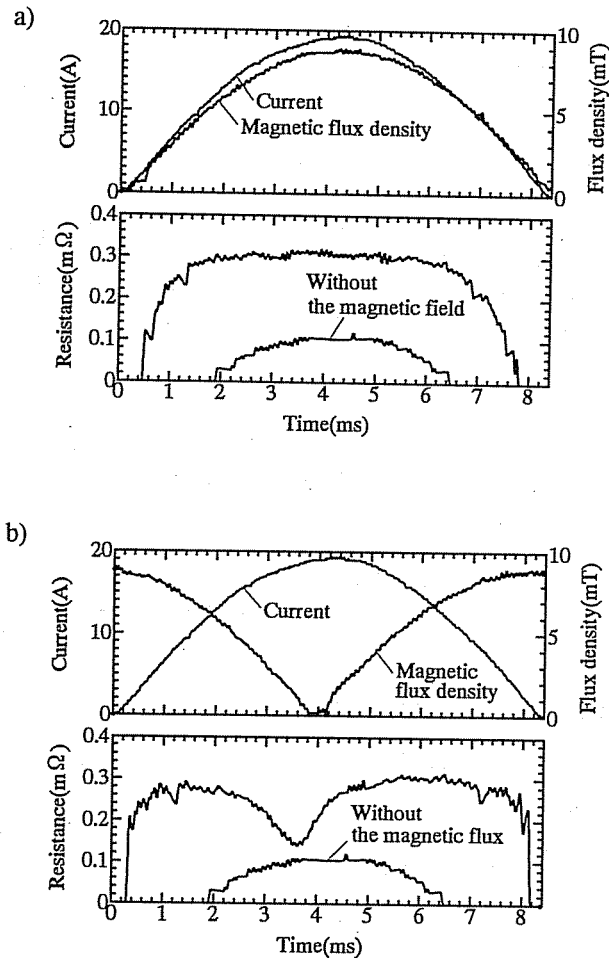 a)
Current(A)
20
10
0
Current
Magnetic flux density
10
5
0
Flux density(mT)
Resistance(mΩ)
0.4
0.3
0.2
0.1
0
Without
the magnetic field
0 1 2 3 4 5 6 7 8
Time(ms)
b)
Current(A)
20
10
0
Current
Magnetic
flux density
10
5
0
Flux density(mT)
Resistance(mΩ)
0.4
0.3
0.2
0.1
0
Without
the magnetic flux
0 1 2 3 4 5 6 7 8
Time(ms)